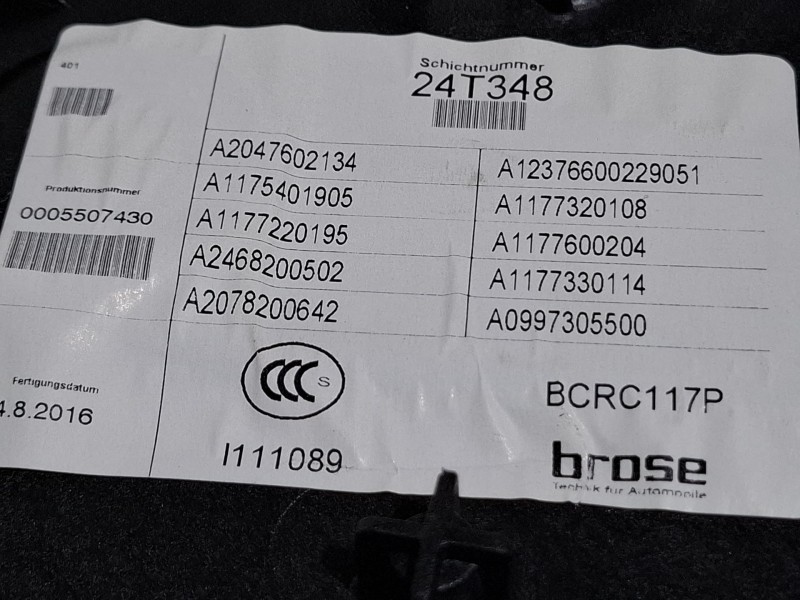 401
Schichtnummer
24T348
Produktionsnummer
0005507430
A2047602134
A1175401905
A1177220195
A2468200502
A2078200642
A12376600229051
A1177320108
A1177600204
A1177330114
A0997305500
Fertigungsdatum
4.8.2016
CCC S
I111089
BCRC117P
brose
Technik für Automobile